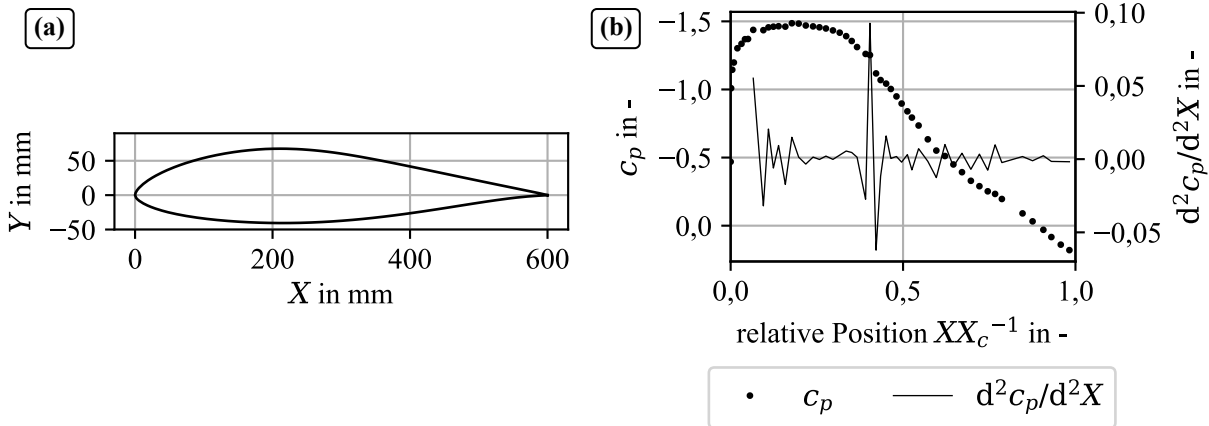 (a)
Y in mm
50
0
−50
0
200
400
600
X in mm
(b)
c_p in -
−1,5
−1,0
−0,5
0,0
0,10
0,05
0,00
−0,05
d²c_p/d²X in -
0,0
0,5
1,0
relative Position XX_c⁻¹ in -
c_p
d²c_p/d²X